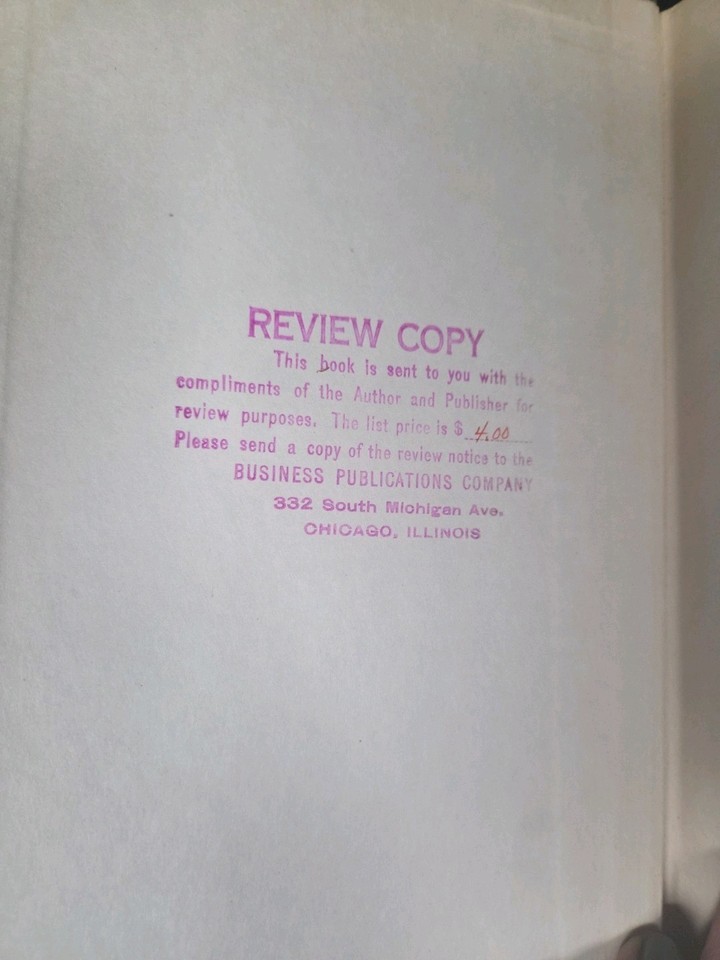 REVIEW COPY
This book is sent to you with the
compliments of the Author and Publisher for
review purposes. The list price is $ 4.00
Please send a copy of the review notice to the
BUSINESS PUBLICATIONS COMPANY
332 South Michigan Ave.
CHICAGO, ILLINOIS